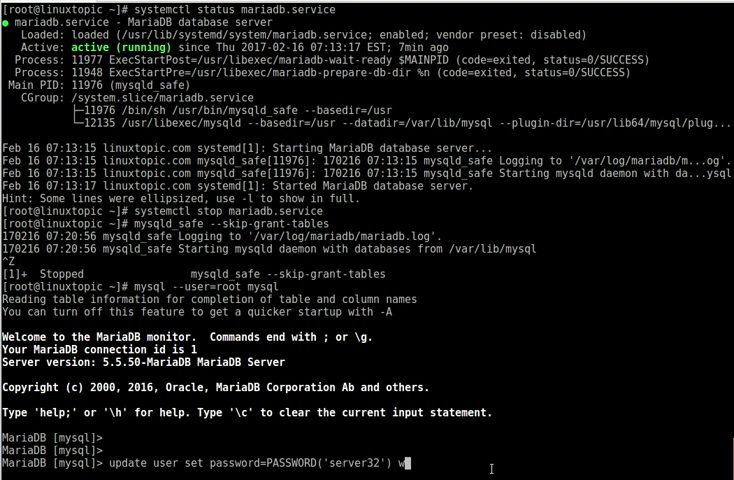 [root@linuxtopic ~]# systemctl status mariadb.service
● mariadb.service - MariaDB database server
Loaded: loaded (/usr/lib/systemd/system/mariadb.service; enabled; vendor preset: disabled)
Active: active (running) since Thu 2017-02-16 07:13:17 EST; 7min ago
Process: 11977 ExecStartPost=/usr/libexec/mariadb-wait-ready $MAINPID (code=exited, status=0/SUCCESS)
Process: 11948 ExecStartPre=/usr/libexec/mariadb-prepare-db-dir %n (code=exited, status=0/SUCCESS)
Main PID: 11976 (mysqld_safe)
CGroup: /system.slice/mariadb.service
├─11976 /bin/sh /usr/bin/mysqld_safe --basedir=/usr
└─12135 /usr/libexec/mysqld --basedir=/usr --datadir=/var/lib/mysql --plugin-dir=/usr/lib64/mysql/plug...
Feb 16 07:13:15 linuxtopic.com systemd[1]: Starting MariaDB database server...
Feb 16 07:13:15 linuxtopic.com mysqld_safe[11976]: 170216 07:13:15 mysqld_safe Logging to '/var/log/mariadb/m...og'.
Feb 16 07:13:15 linuxtopic.com mysqld_safe[11976]: 170216 07:13:15 mysqld_safe Starting mysqld daemon with da...ysql
Feb 16 07:13:17 linuxtopic.com systemd[1]: Started MariaDB database server.
Hint: Some lines were ellipsized, use -l to show in full.
[root@linuxtopic ~]# systemctl stop mariadb.service
[root@linuxtopic ~]# mysqld_safe --skip-grant-tables
170216 07:20:56 mysqld_safe Logging to '/var/log/mariadb/mariadb.log'.
170216 07:20:56 mysqld_safe Starting mysqld daemon with databases from /var/lib/mysql
^Z
[1]+  Stopped                 mysqld_safe --skip-grant-tables
[root@linuxtopic ~]# mysql --user=root mysql
Reading table information for completion of table and column names
You can turn off this feature to get a quicker startup with -A
Welcome to the MariaDB monitor.  Commands end with ; or \g.
Your MariaDB connection id is 1
Server version: 5.5.50-MariaDB MariaDB Server
Copyright (c) 2000, 2016, Oracle, MariaDB Corporation Ab and others.
Type 'help;' or '\h' for help. Type '\c' to clear the current input statement.
MariaDB [mysql]>
MariaDB [mysql]>
MariaDB [mysql]> update user set password=PASSWORD('server32') w